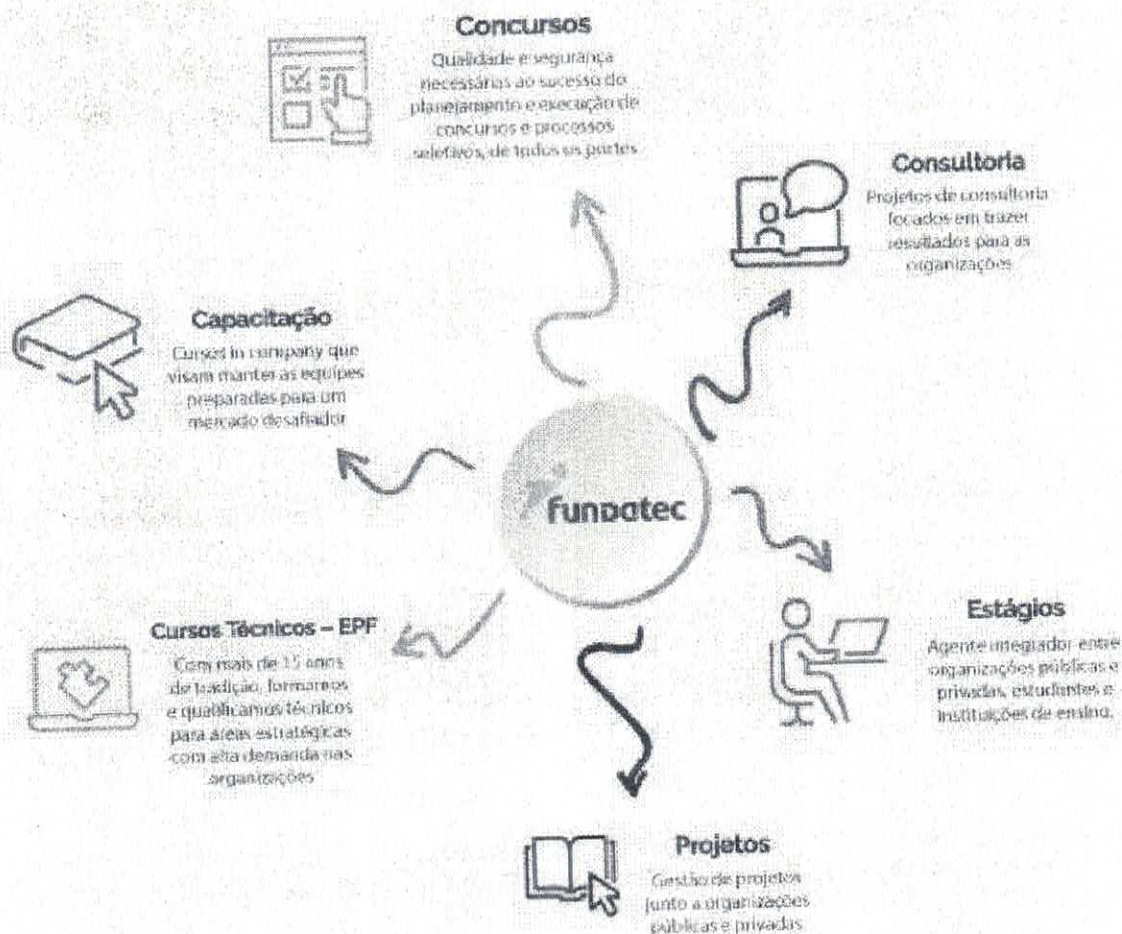 Concursos
Qualidade e segurança
necessárias ao sucesso do
planejamento e execução de
concursos e processos
seletivos, de todos os portes
Consultoria
Projetos de consultoria
focados em trazer
resultados para as
organizações
Capacitação
Cursos in company que
visam manter as equipes
preparadas para um
mercado desafiador
fundatec
Estágios
Agente integrador entre
organizações públicas e
privadas, estudantes e
instituições de ensino.
Cursos Técnicos – EPF
Com mais de 15 anos
de tradição, formamos
e qualificamos técnicos
para áreas estratégicas
com alta demanda nas
organizações
Projetos
Gestão de projetos
junto a organizações
públicas e privadas